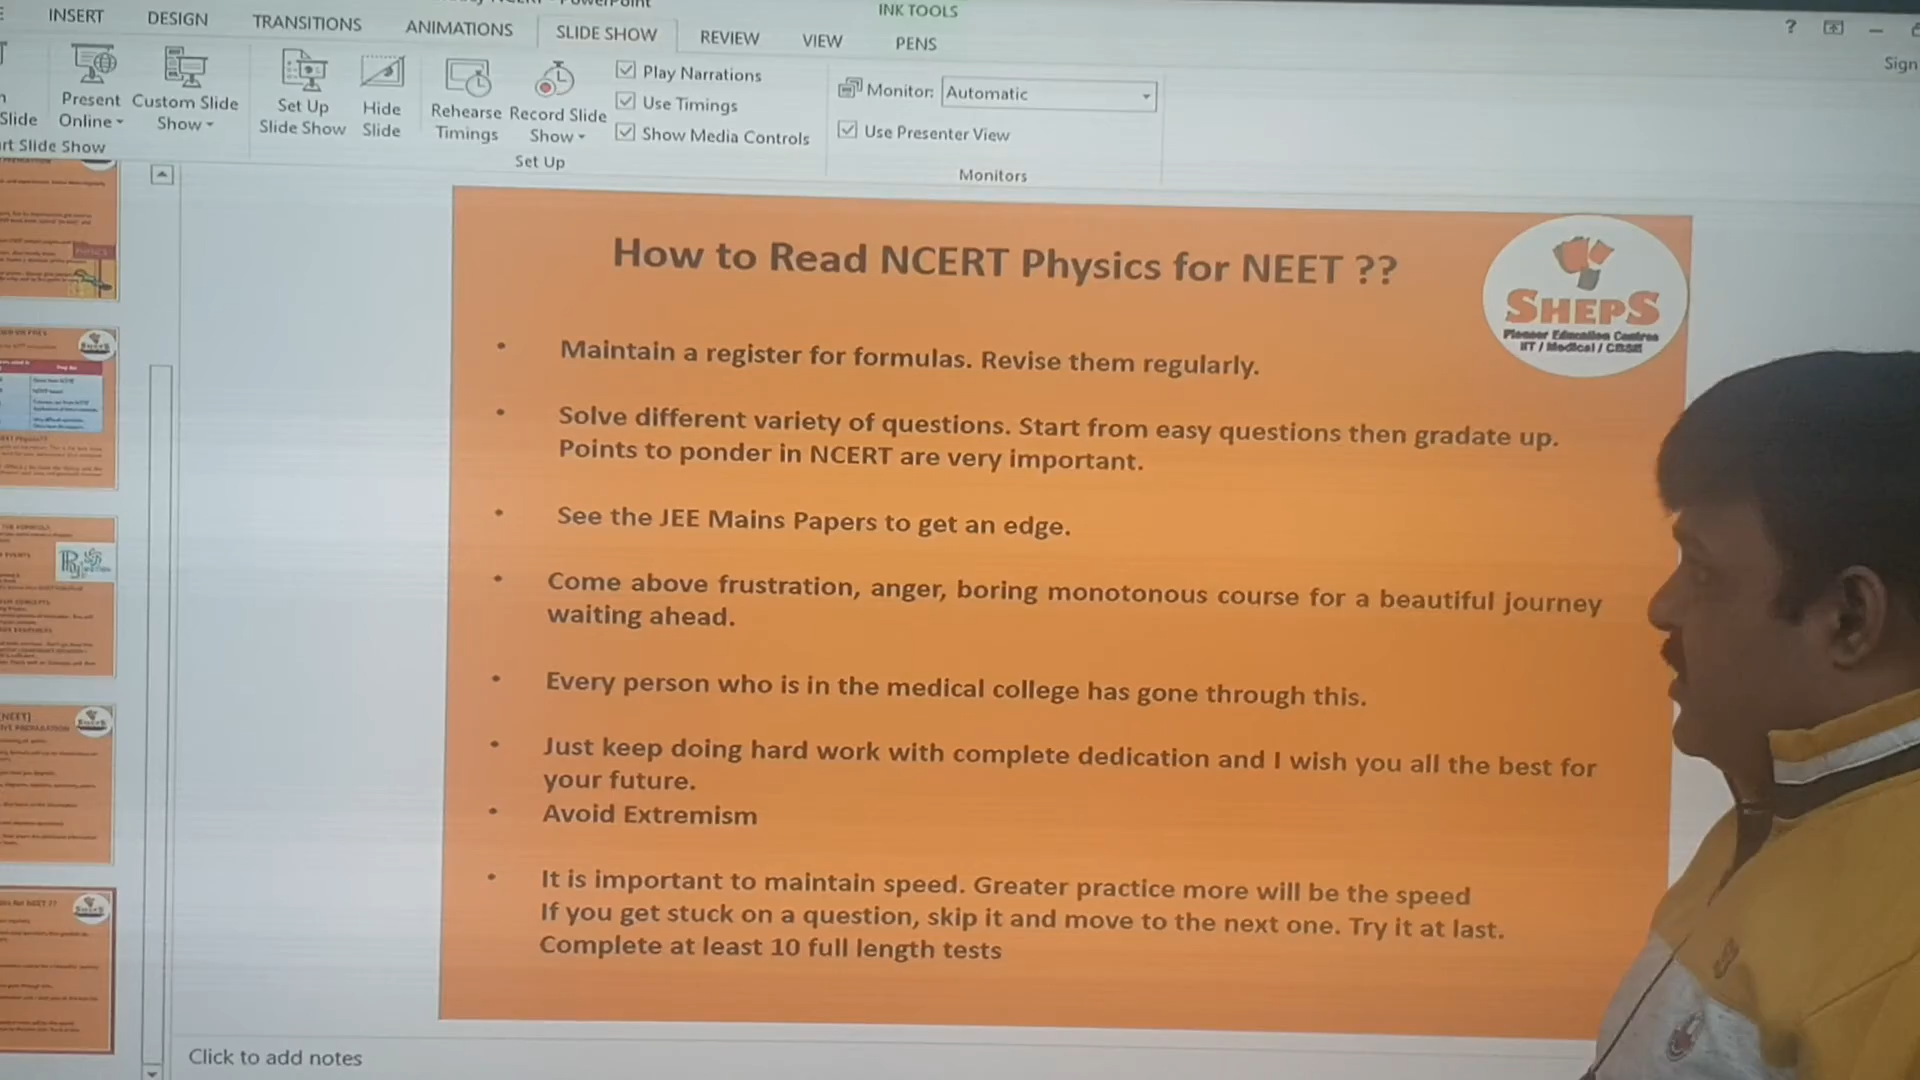 PowerPoint
INK TOOLS
INSERT DESIGN TRANSITIONS ANIMATIONS SLIDE SHOW REVIEW VIEW PENS
?
Sign
Slide
Present
Online
Custom Slide
Show
Set Up
Slide Show
Hide
Slide
Rehearse
Timings
Record Slide
Show
Play Narrations
Use Timings
Show Media Controls
Monitor: Automatic
Use Presenter View
rt Slide Show
Set Up
Monitors
How to Read NCERT Physics for NEET ??
SHEPS
Pioneer Education Centres
IIT / Medical / CBSE
• Maintain a register for formulas. Revise them regularly.
• Solve different variety of questions. Start from easy questions then gradate up.
Points to ponder in NCERT are very important.
• See the JEE Mains Papers to get an edge.
• Come above frustration, anger, boring monotonous course for a beautiful journey
waiting ahead.
• Every person who is in the medical college has gone through this.
• Just keep doing hard work with complete dedication and I wish you all the best for
your future.
• Avoid Extremism
• It is important to maintain speed. Greater practice more will be the speed
If you get stuck on a question, skip it and move to the next one. Try it at last.
Complete at least 10 full length tests
Click to add notes